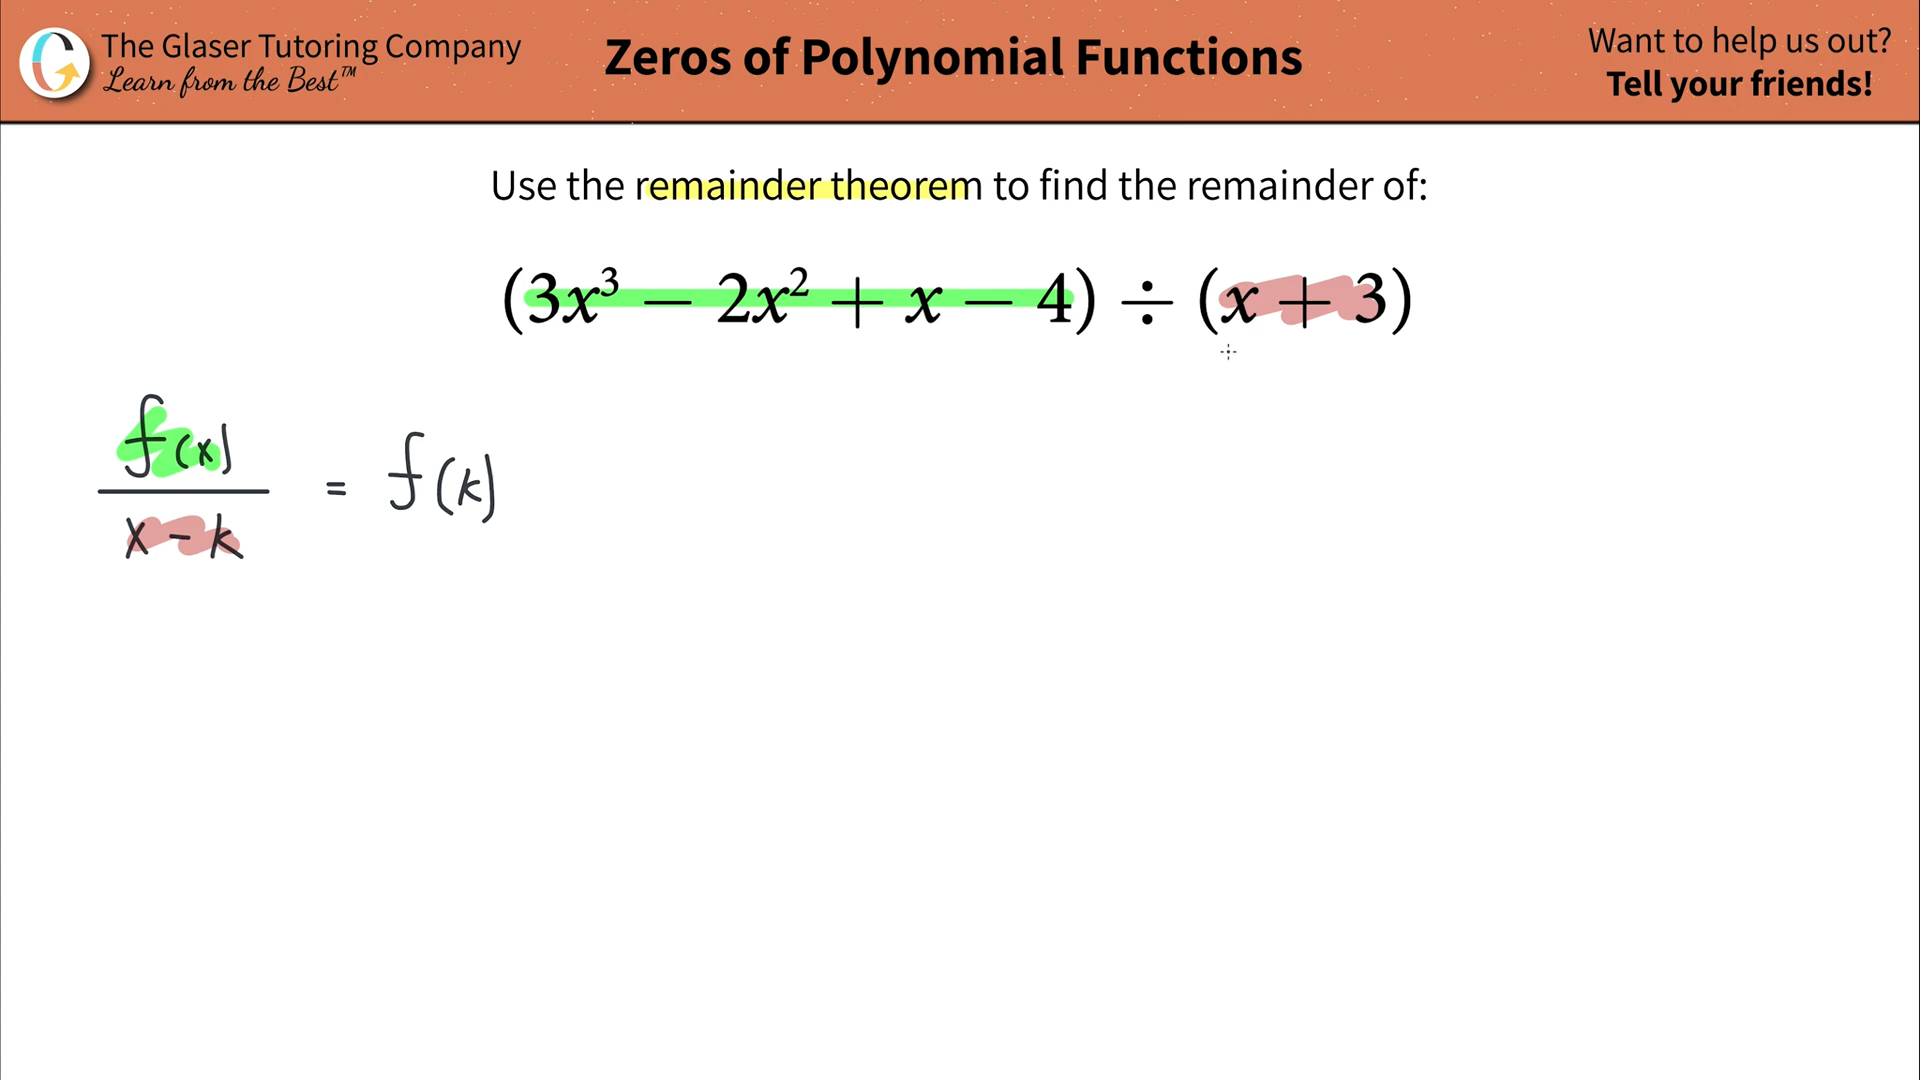 The Glaser Tutoring Company
Learn from the Best™
Zeros of Polynomial Functions
Want to help us out?
Tell your friends!
Use the remainder theorem to find the remainder of:
(3x³ − 2x² + x − 4) ÷ (x + 3)
f(x)
x − k
= f(k)